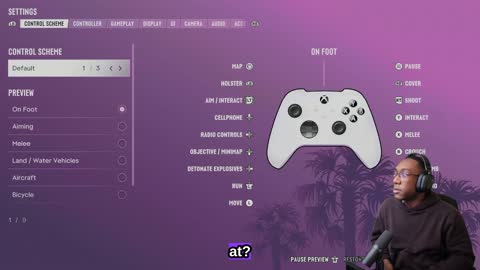 SETTINGS
CONTROL SCHEME CONTROLLER GAMEPLAY DISPLAY UI CAMERA AUDIO
CONTROL SCHEME
Default 1 / 3
PREVIEW
On Foot
Aiming
Melee
Land / Water Vehicles
Aircraft
Bicycle
1 / 9
ON FOOT
MAP
HOLSTER
AIM / INTERACT LT
CELLPHONE
RADIO CONTROLS
OBJECTIVE / MINIMAP
DETONATE EXPLOSIVES
RUN
MOVE L
PAUSE
COVER
RT SHOOT
Y INTERACT
MELEE
CROUCH
PAUSE PREVIEW
at?